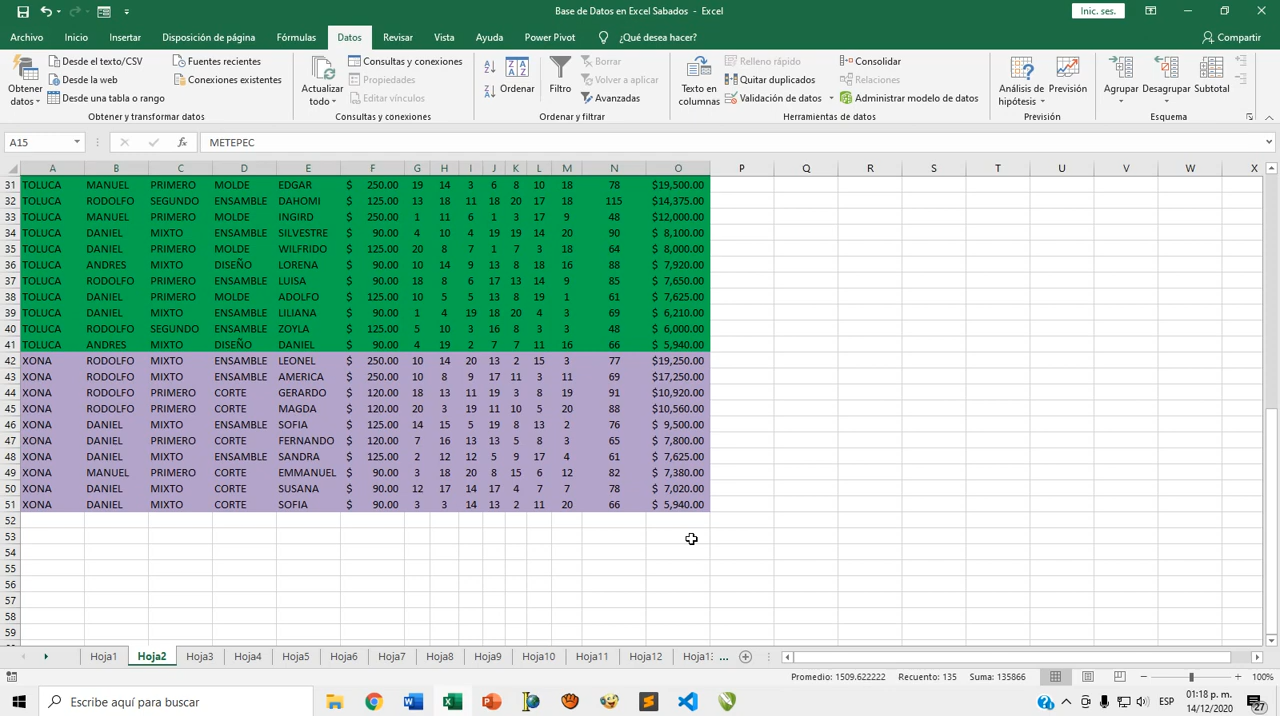 Base de Datos en Excel Sabados - Excel
Inic. ses.
Archivo Inicio Insertar Disposición de página Fórmulas Datos Revisar Vista Ayuda Power Pivot ¿Qué desea hacer? Compartir
Obtener datos
Desde el texto/CSV
Desde la web
Desde una tabla o rango
Fuentes recientes
Conexiones existentes
Obtener y transformar datos
Actualizar todo
Consultas y conexiones
Propiedades
Editar vínculos
Consultas y conexiones
Ordenar
Filtro
Borrar
Volver a aplicar
Avanzadas
Ordenar y filtrar
Texto en columnas
Relleno rápido
Quitar duplicados
Validación de datos
Consolidar
Relaciones
Administrar modelo de datos
Herramientas de datos
Análisis de hipótesis
Previsión
Previsión
Agrupar
Desagrupar
Subtotal
Esquema
A15 fx METEPEC
A B C D E F G H I J K L M N O P Q R S T U V W X
31 TOLUCA MANUEL PRIMERO MOLDE EDGAR $ 250.00 19 14 3 6 8 10 18 78 $19,500.00
32 TOLUCA RODOLFO SEGUNDO ENSAMBLE DAHOMI $ 125.00 13 18 11 18 20 17 18 115 $14,375.00
33 TOLUCA MANUEL PRIMERO MOLDE INGIRD $ 250.00 1 11 6 1 3 17 9 48 $12,000.00
34 TOLUCA DANIEL MIXTO ENSAMBLE SILVESTRE $ 90.00 4 10 4 19 19 14 20 90 $ 8,100.00
35 TOLUCA DANIEL PRIMERO MOLDE WILFRIDO $ 125.00 20 8 7 1 7 3 18 64 $ 8,000.00
36 TOLUCA ANDRES MIXTO DISEÑO LORENA $ 90.00 10 14 9 13 8 18 16 88 $ 7,920.00
37 TOLUCA RODOLFO PRIMERO ENSAMBLE LUISA $ 90.00 18 8 6 17 13 14 9 85 $ 7,650.00
38 TOLUCA DANIEL PRIMERO MOLDE ADOLFO $ 125.00 10 5 5 13 8 19 1 61 $ 7,625.00
39 TOLUCA DANIEL MIXTO ENSAMBLE LILIANA $ 90.00 1 4 19 18 20 4 3 69 $ 6,210.00
40 TOLUCA RODOLFO SEGUNDO ENSAMBLE ZOYLA $ 125.00 5 10 3 16 8 3 3 48 $ 6,000.00
41 TOLUCA ANDRES MIXTO DISEÑO DANIEL $ 90.00 4 19 2 7 7 11 16 66 $ 5,940.00
42 XONA RODOLFO MIXTO ENSAMBLE LEONEL $ 250.00 10 14 20 13 2 15 3 77 $19,250.00
43 XONA RODOLFO MIXTO ENSAMBLE AMERICA $ 250.00 10 8 9 17 11 3 11 69 $17,250.00
44 XONA RODOLFO PRIMERO CORTE GERARDO $ 120.00 18 13 11 19 3 8 19 91 $10,920.00
45 XONA RODOLFO PRIMERO CORTE MAGDA $ 120.00 20 3 19 11 10 5 20 88 $10,560.00
46 XONA DANIEL MIXTO ENSAMBLE SOFIA $ 125.00 14 15 5 19 8 13 2 76 $ 9,500.00
47 XONA DANIEL PRIMERO CORTE FERNANDO $ 120.00 7 16 13 13 5 8 3 65 $ 7,800.00
48 XONA DANIEL MIXTO ENSAMBLE SANDRA $ 125.00 2 12 12 5 9 17 4 61 $ 7,625.00
49 XONA MANUEL PRIMERO CORTE EMMANUEL $ 90.00 3 18 20 8 15 6 12 82 $ 7,380.00
50 XONA DANIEL MIXTO CORTE SUSANA $ 90.00 12 17 14 17 4 7 7 78 $ 7,020.00
51 XONA DANIEL MIXTO CORTE SOFIA $ 90.00 3 3 14 13 2 11 20 66 $ 5,940.00
52
53
54
55
56
57
58
59
Hoja1 Hoja2 Hoja3 Hoja4 Hoja5 Hoja6 Hoja7 Hoja8 Hoja9 Hoja10 Hoja11 Hoja12 Hoja1 ...
Promedio: 1509.622222 Recuento: 135 Suma: 135866 100%
Escribe aquí para buscar
ESP
01:18 p. m.
14/12/2020
27